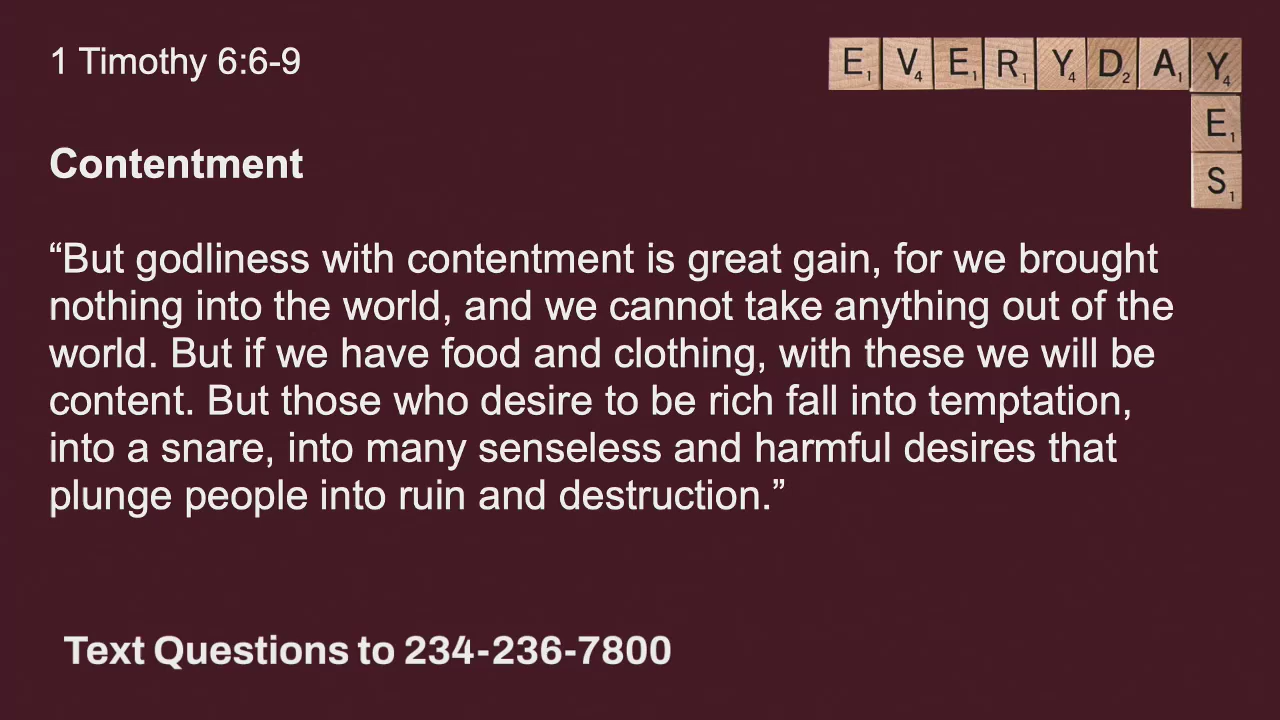 1 Timothy 6:6-9
EVERYDAY
YES
Contentment
“But godliness with contentment is great gain, for we brought
nothing into the world, and we cannot take anything out of the
world. But if we have food and clothing, with these we will be
content. But those who desire to be rich fall into temptation,
into a snare, into many senseless and harmful desires that
plunge people into ruin and destruction.”
Text Questions to 234-236-7800